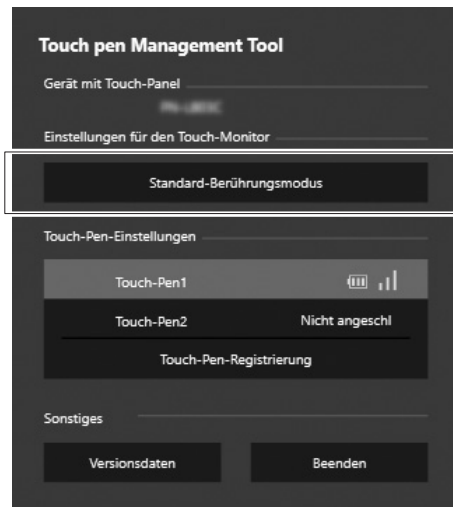 Touch pen Management Tool
Gerät mit Touch-Panel
Einstellungen für den Touch-Monitor
Standard-Berührungsmodus
Touch-Pen-Einstellungen
Touch-Pen1
Touch-Pen2 Nicht angeschl
Touch-Pen-Registrierung
Sonstiges
Versionsdaten Beenden